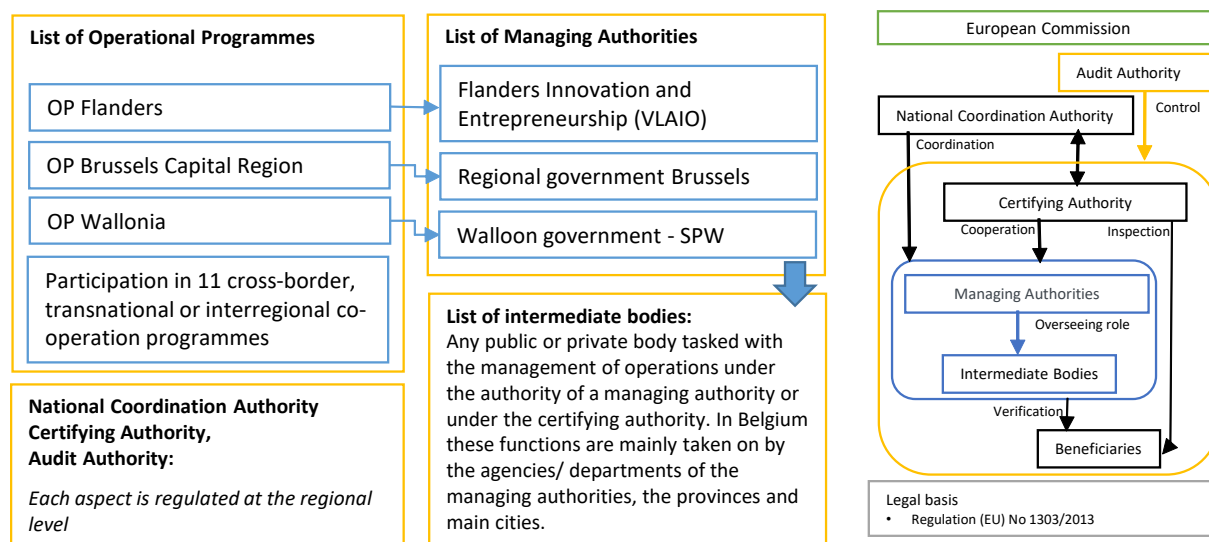 List of Operational Programmes
OP Flanders
OP Brussels Capital Region
OP Wallonia
Participation in 11 cross-border,
transnational or interregional co-
operation programmes
National Coordination Authority
Certifying Authority,
Audit Authority:
Each aspect is regulated at the regional
level
List of Managing Authorities
Flanders Innovation and
Entrepreneurship (VLAIO)
Regional government Brussels
Walloon government - SPW
List of intermediate bodies:
Any public or private body tasked with
the management of operations under
the authority of a managing authority or
under the certifying authority. In Belgium
these functions are mainly taken on by
the agencies/ departments of the
managing authorities, the provinces and
main cities.
European Commission
Audit Authority
Control
National Coordination Authority
Coordination
Certifying Authority
Cooperation
Inspection
Managing Authorities
Overseeing role
Intermediate Bodies
Verification
Beneficiaries
Legal basis
• Regulation (EU) No 1303/2013